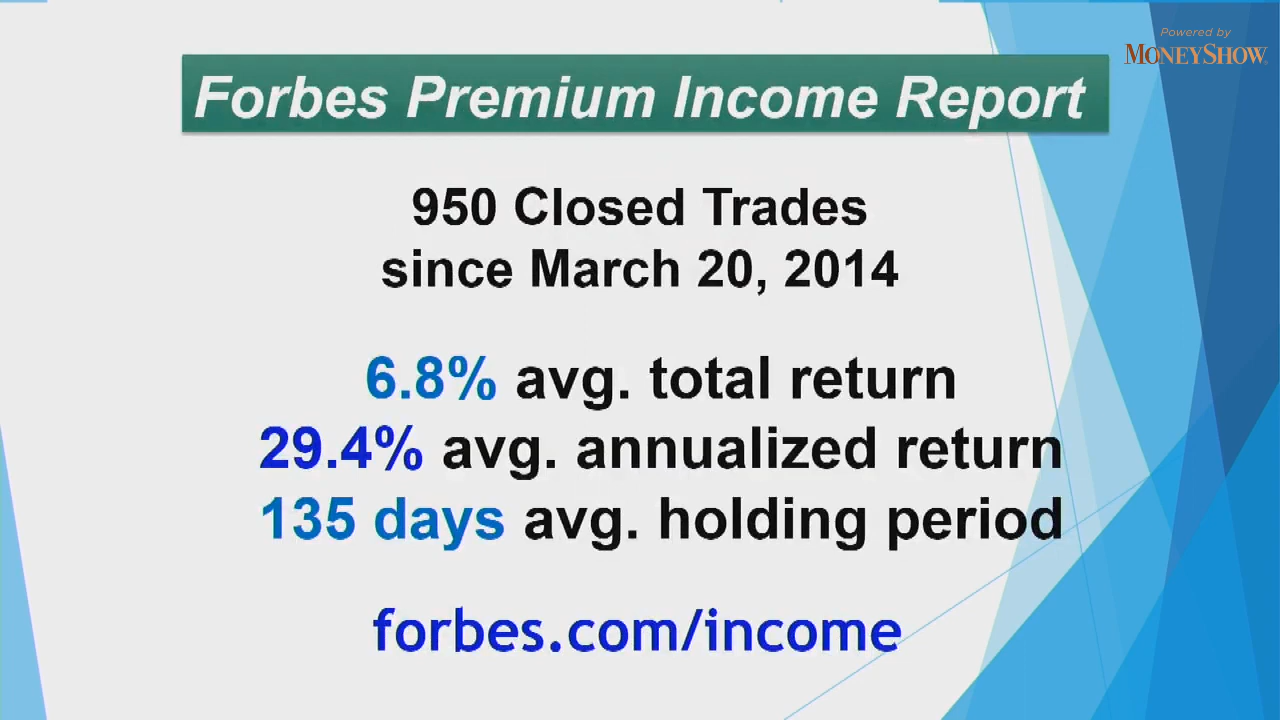 Powered by
MONEYSHOW
Forbes Premium Income Report
950 Closed Trades
since March 20, 2014
6.8% avg. total return
29.4% avg. annualized return
135 days avg. holding period
forbes.com/income